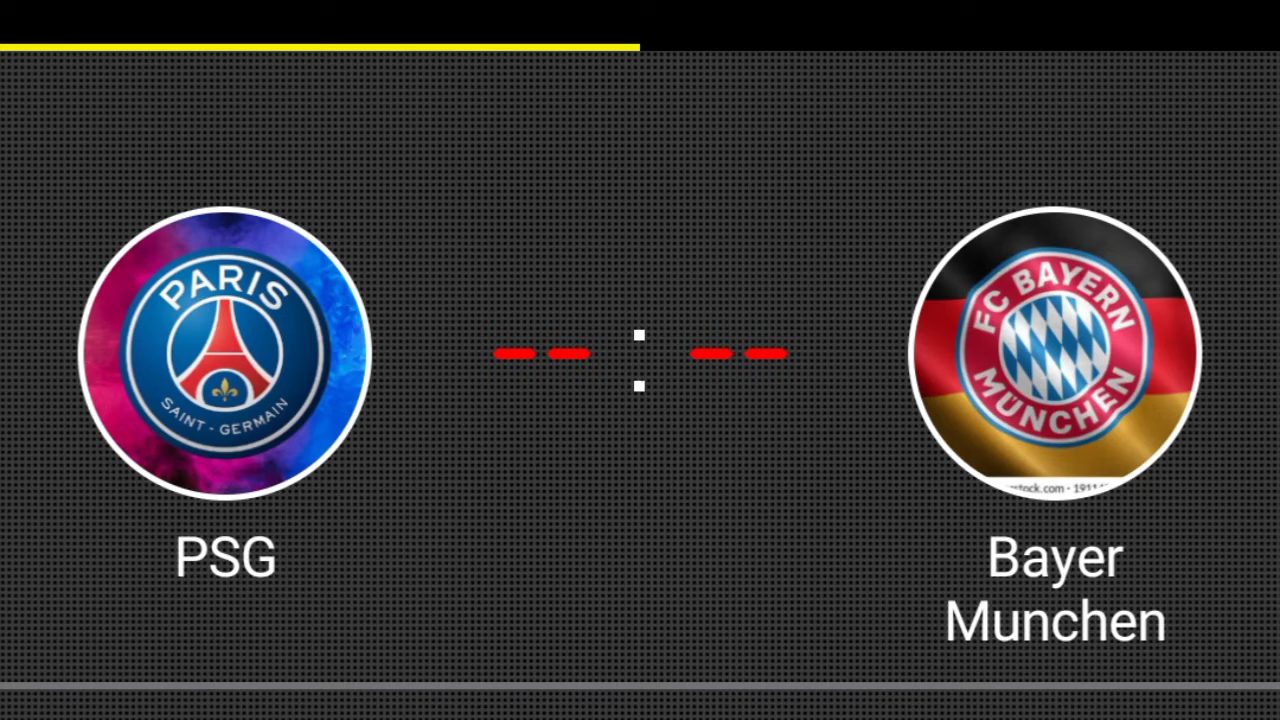 PARIS
SAINT - GERMAIN
FC BAYERN
MÜNCHEN
PSG
Bayer
Munchen